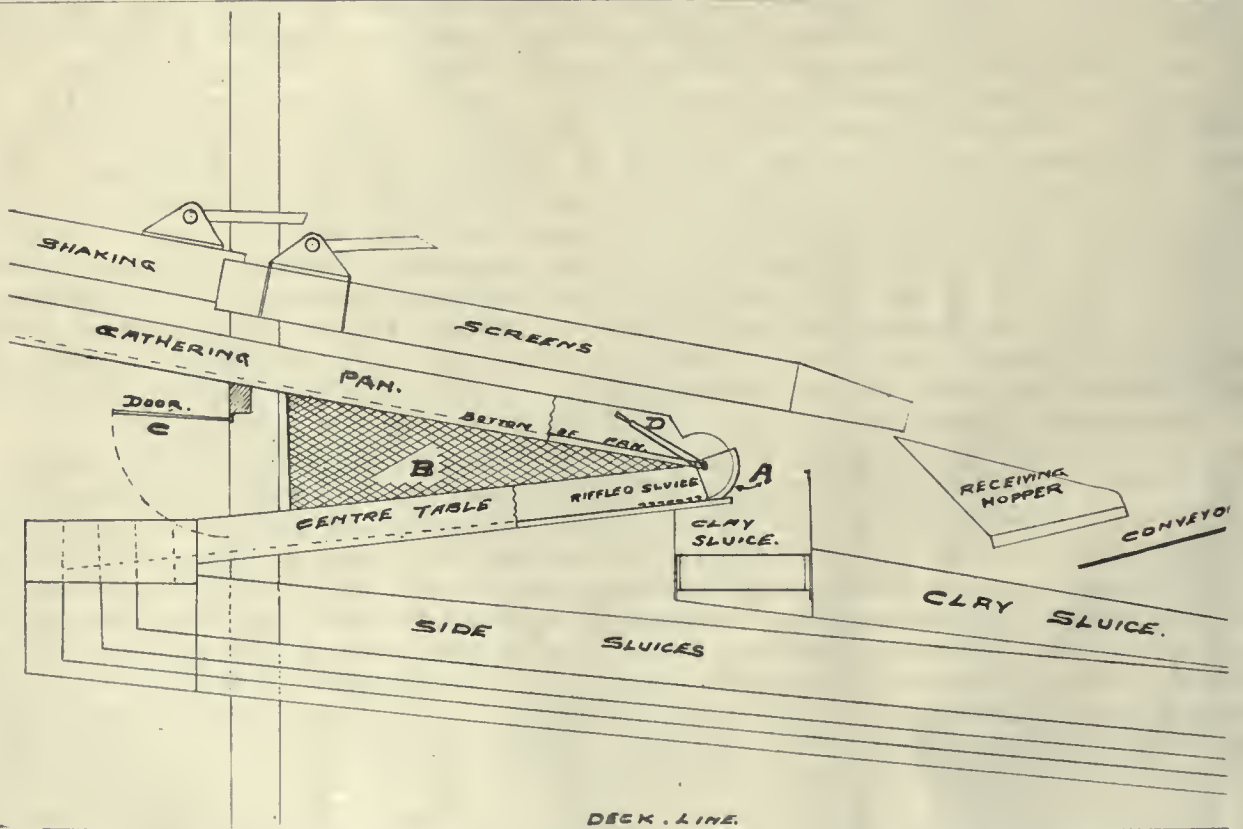 SHAKING
SCREENS
GATHERING PAN.
DOOR.
C
BOTTOM OF PAN.
D
B
A
RIFFLED SLUICE
CENTRE TABLE
CLAY
SLUICE.
RECEIVING
HOPPER
CONVEYO
CLAY SLUICE.
SIDE SLUICES
DECK. LINE.